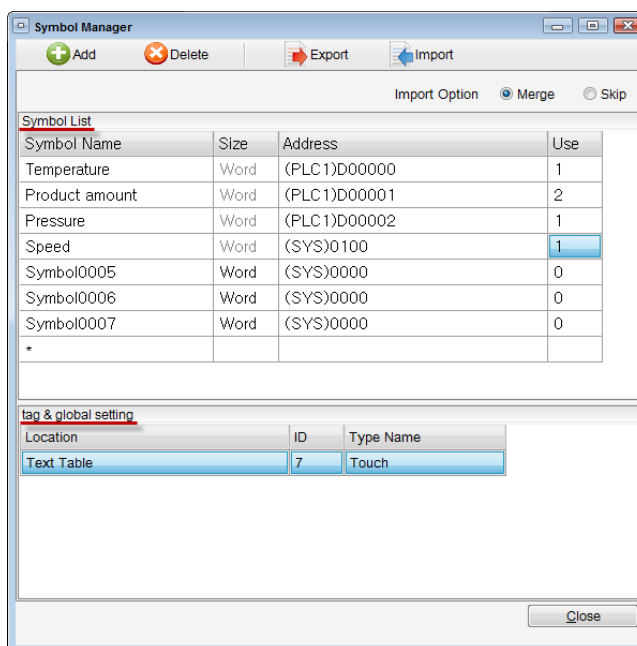 Symbol Manager
Add Delete Export Import
Import Option Merge Skip
Symbol List
Symbol Name Size Address Use
Temperature Word (PLC1)D00000 1
Product amount Word (PLC1)D00001 2
Pressure Word (PLC1)D00002 1
Speed Word (SYS)0100 1
Symbol0005 Word (SYS)0000 0
Symbol0006 Word (SYS)0000 0
Symbol0007 Word (SYS)0000 0
*
tag & global setting
Location ID Type Name
Text Table 7 Touch
Close